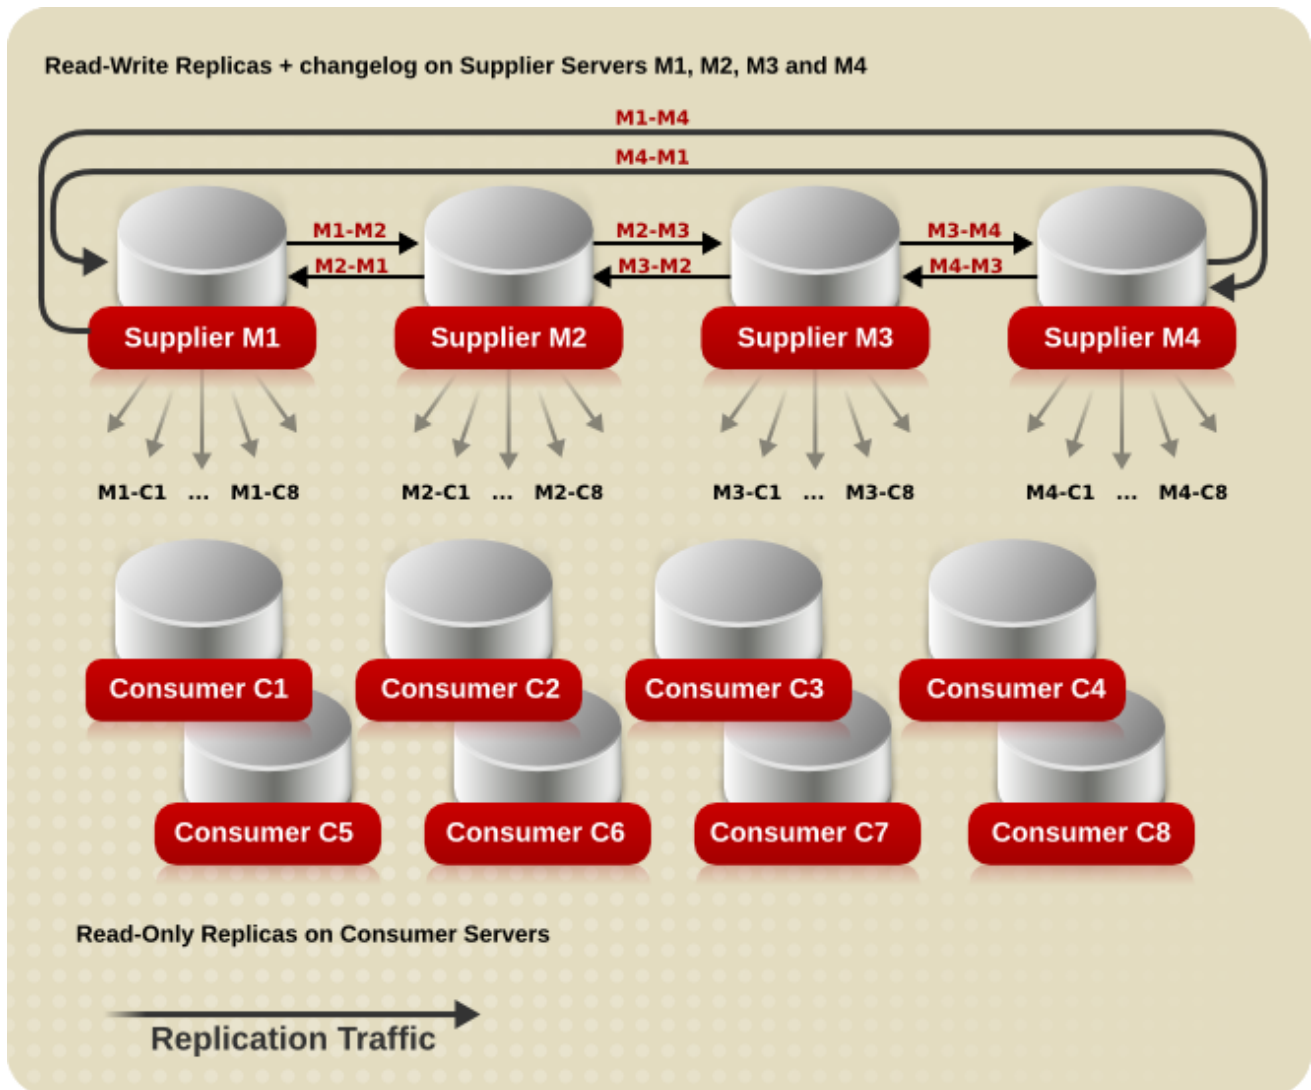 Read-Write Replicas + changelog on Supplier Servers M1, M2, M3 and M4
M1-M4
M4-M1
M1-M2 M2-M3 M3-M4
M2-M1 M3-M2 M4-M3
Supplier M1 Supplier M2 Supplier M3 Supplier M4
M1-C1 ... M1-C8 M2-C1 ... M2-C8 M3-C1 ... M3-C8 M4-C1 ... M4-C8
Consumer C1 Consumer C2 Consumer C3 Consumer C4
Consumer C5 Consumer C6 Consumer C7 Consumer C8
Read-Only Replicas on Consumer Servers
Replication Traffic